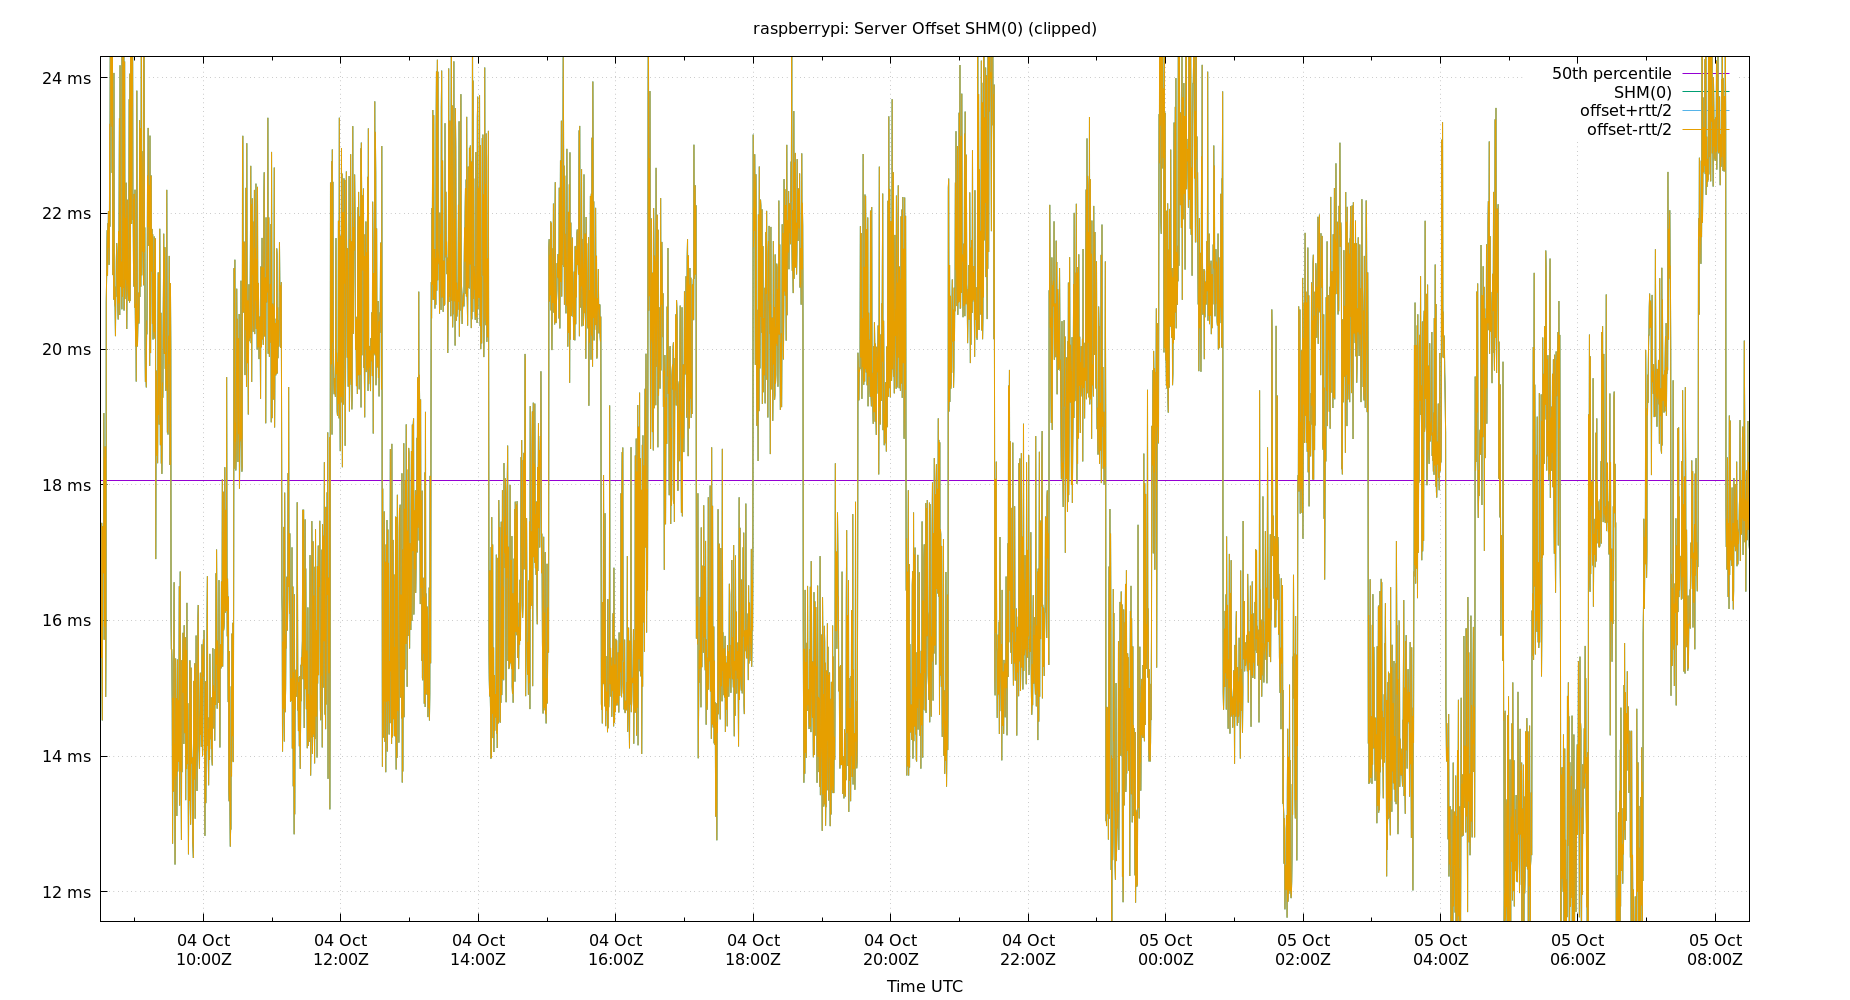 raspberrypi: Server Offset SHM(0) (clipped)
50th percentile
SHM(0)
offset+rtt/2
offset-rtt/2
24 ms
22 ms
20 ms
18 ms
16 ms
14 ms
12 ms
04 Oct 04 Oct 04 Oct 04 Oct 04 Oct 04 Oct 04 Oct 05 Oct 05 Oct 05 Oct 05 Oct 05 Oct
10:00Z 12:00Z 14:00Z 16:00Z 18:00Z 20:00Z 22:00Z 00:00Z 02:00Z 04:00Z 06:00Z 08:00Z
Time UTC